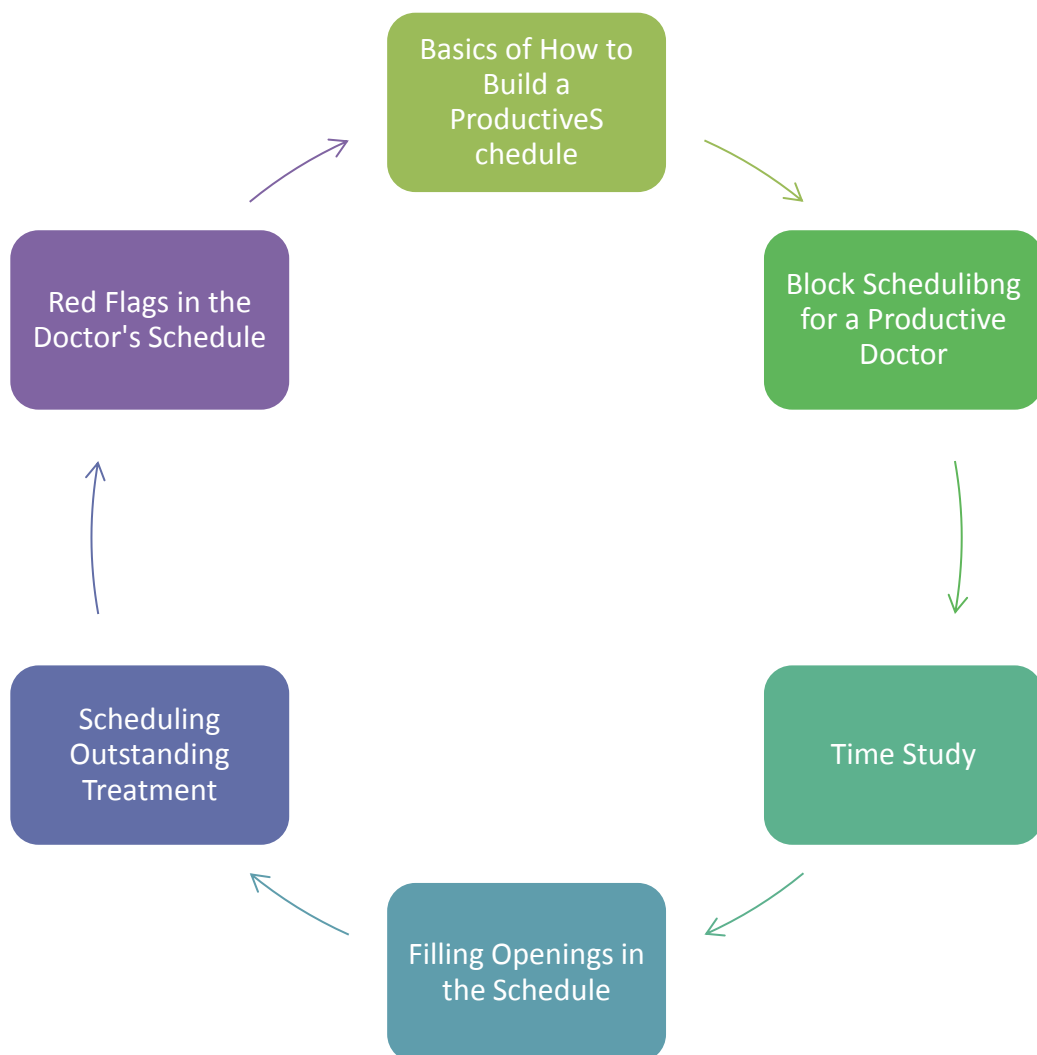 Basics of How to
Build a
ProductiveS
chedule
Block Schedulibng
for a Productive
Doctor
Time Study
Filling Openings in
the Schedule
Scheduling
Outstanding
Treatment
Red Flags in the
Doctor's Schedule